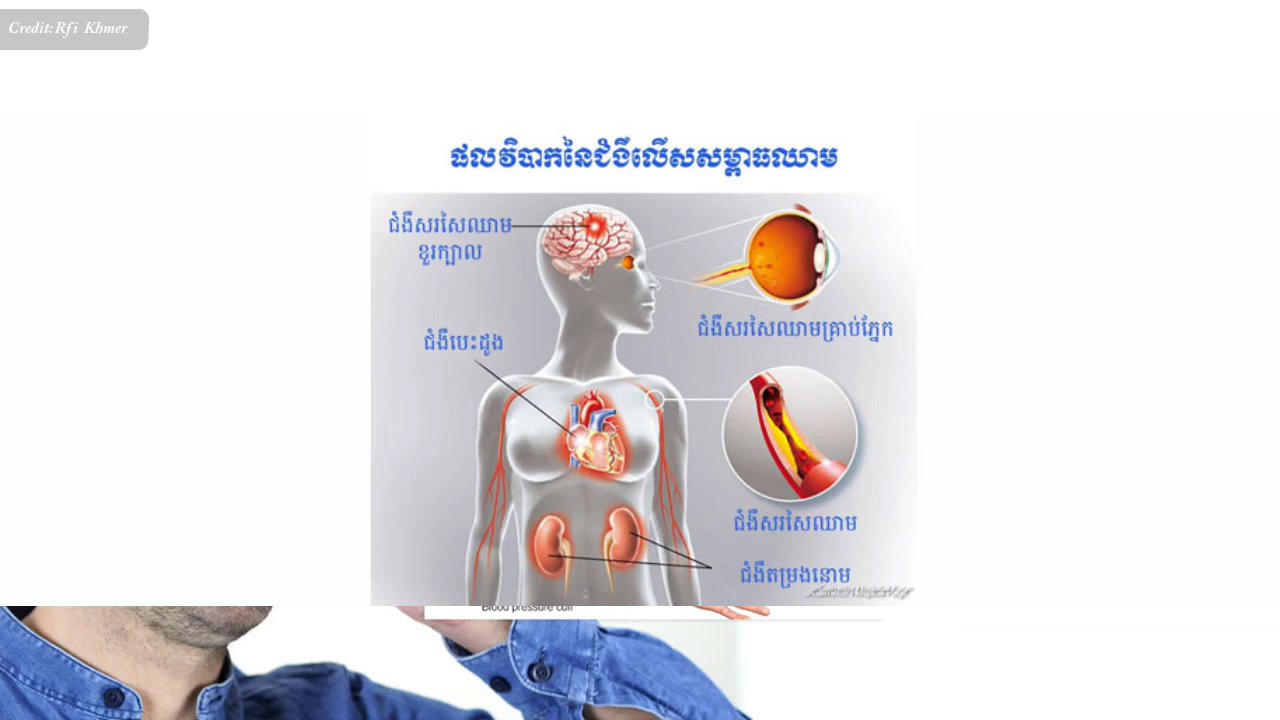 Credit:Rfi Khmer
ផលវិបាកនៃជំងឺលើសសម្ពាធឈាម
ជំងឺសរសៃឈាម
ខួរក្បាល
ជំងឺសរសៃឈាមគ្រាប់ភ្នែក
ជំងឺបេះដូង
ជំងឺសរសៃឈាម
ជំងឺតម្រងនោម
Blood pressure cuff